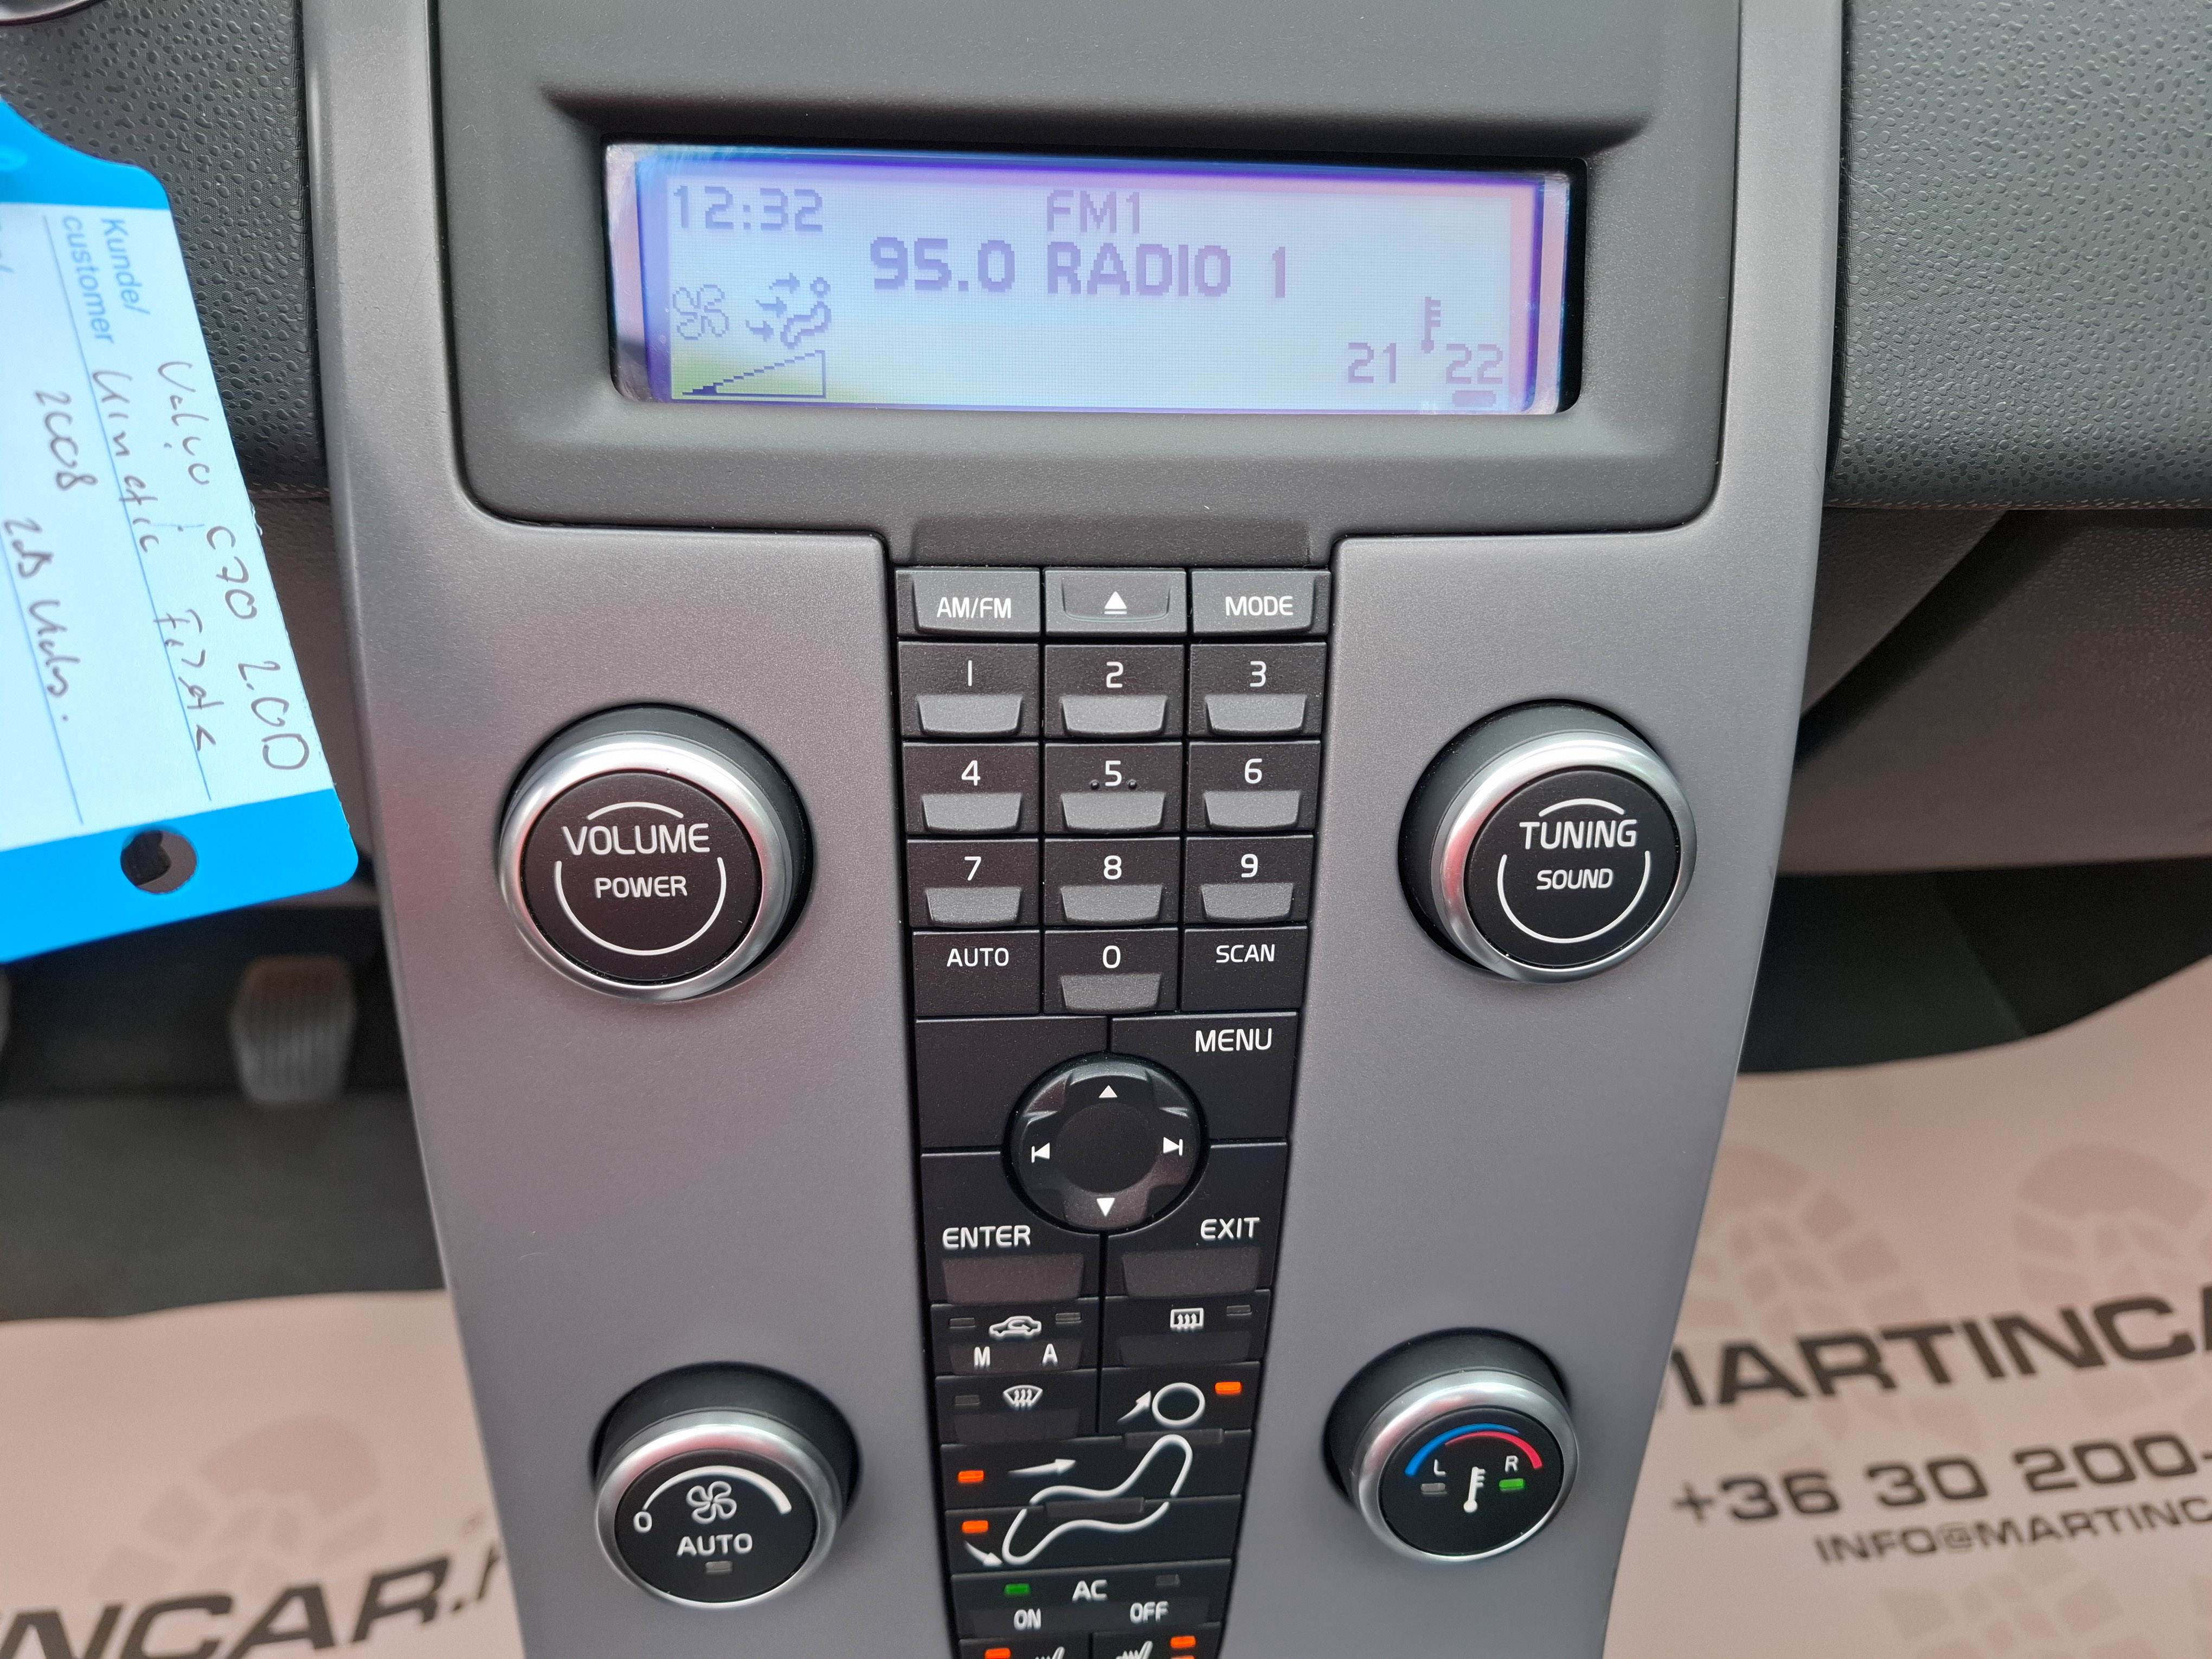 12:32
FM1
95.0 RADIO 1
21 22
Kunde/
customer
Volvo C70 2.0D
Kinetic
2008
AM/FM
MODE
1 2 3
4 5 6
7 8 9
AUTO 0 SCAN
VOLUME
POWER
TUNING
SOUND
MENU
ENTER
EXIT
M A
0
AUTO
L R
AC
ON OFF
MARTINCA
+36 30 200-
INFO@MARTINC
INCAR.